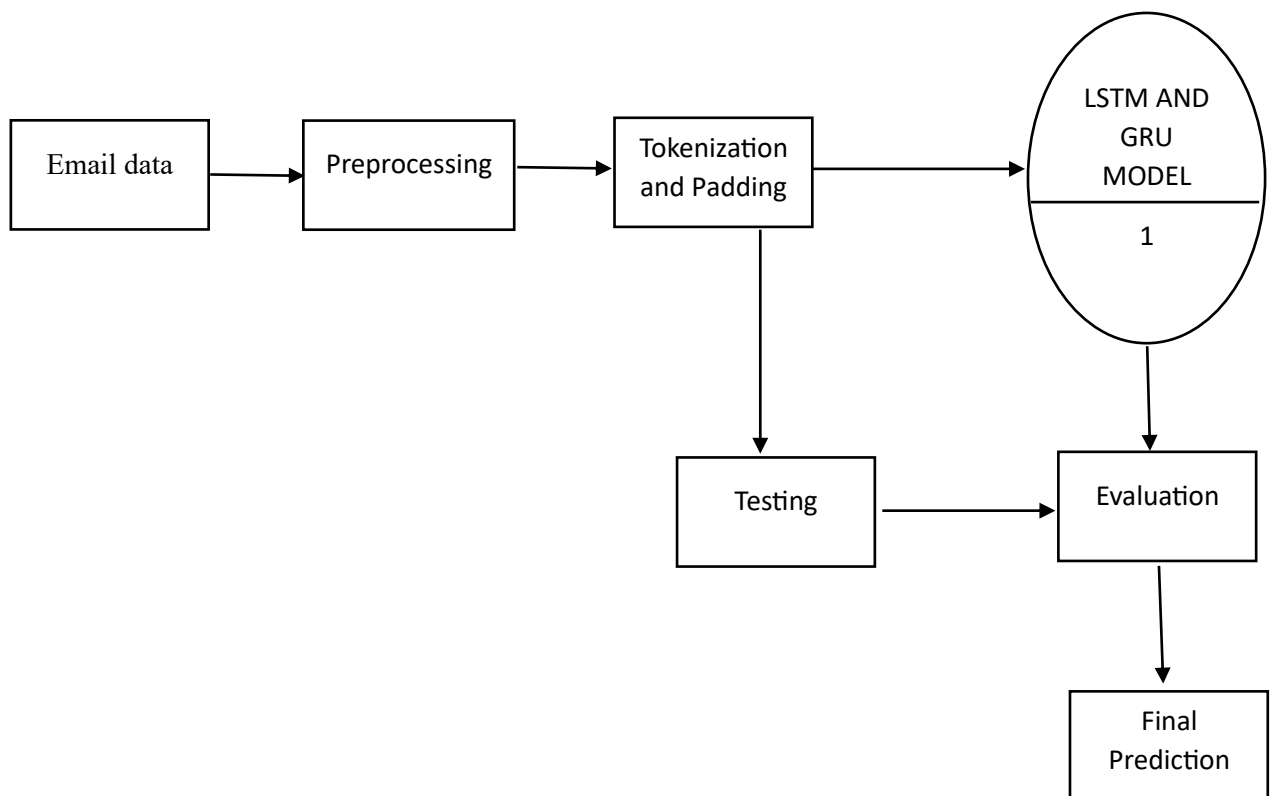 Email data
Preprocessing
Tokenization
and Padding
LSTM AND
GRU
MODEL
1
Testing
Evaluation
Final
Prediction